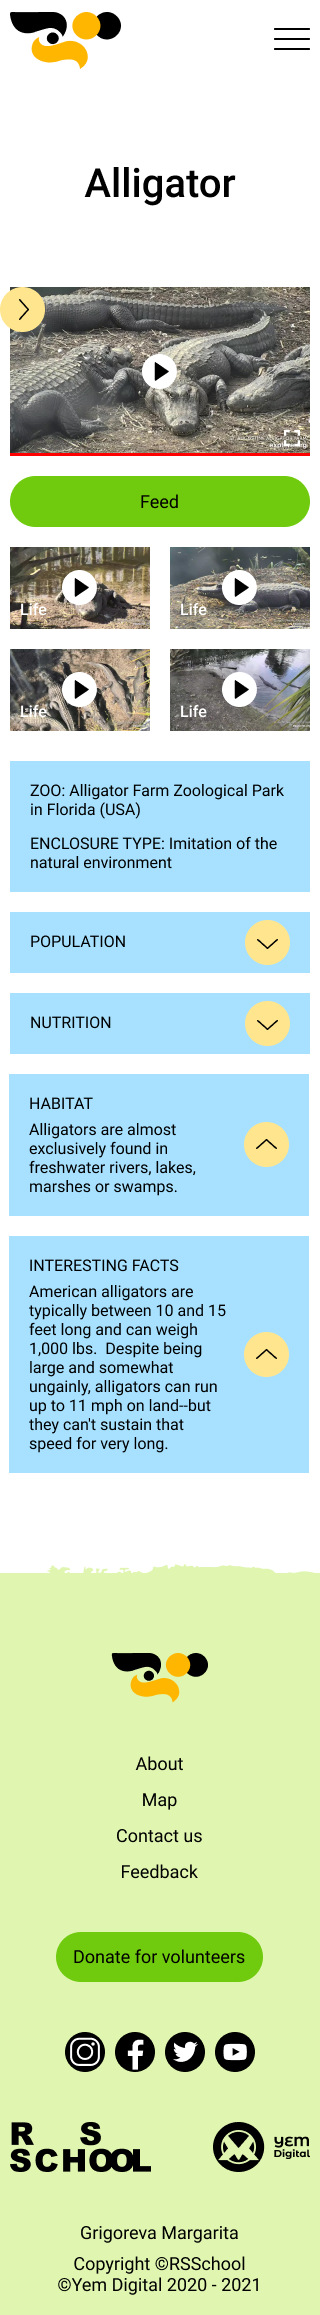 Alligator
Feed
Life
Life
Life
Life
ZOO: Alligator Farm Zoological Park
in Florida (USA)
ENCLOSURE TYPE: Imitation of the
natural environment
POPULATION
NUTRITION
HABITAT
Alligators are almost
exclusively found in
freshwater rivers, lakes,
marshes or swamps.
INTERESTING FACTS
American alligators are
typically between 10 and 15
feet long and can weigh
1,000 lbs.  Despite being
large and somewhat
ungainly, alligators can run
up to 11 mph on land--but
they can't sustain that
speed for very long.
About
Map
Contact us
Feedback
Donate for volunteers
R S
SCHOOL
yem
Digital
Grigoreva Margarita
Copyright ©RSSchool
©Yem Digital 2020 - 2021